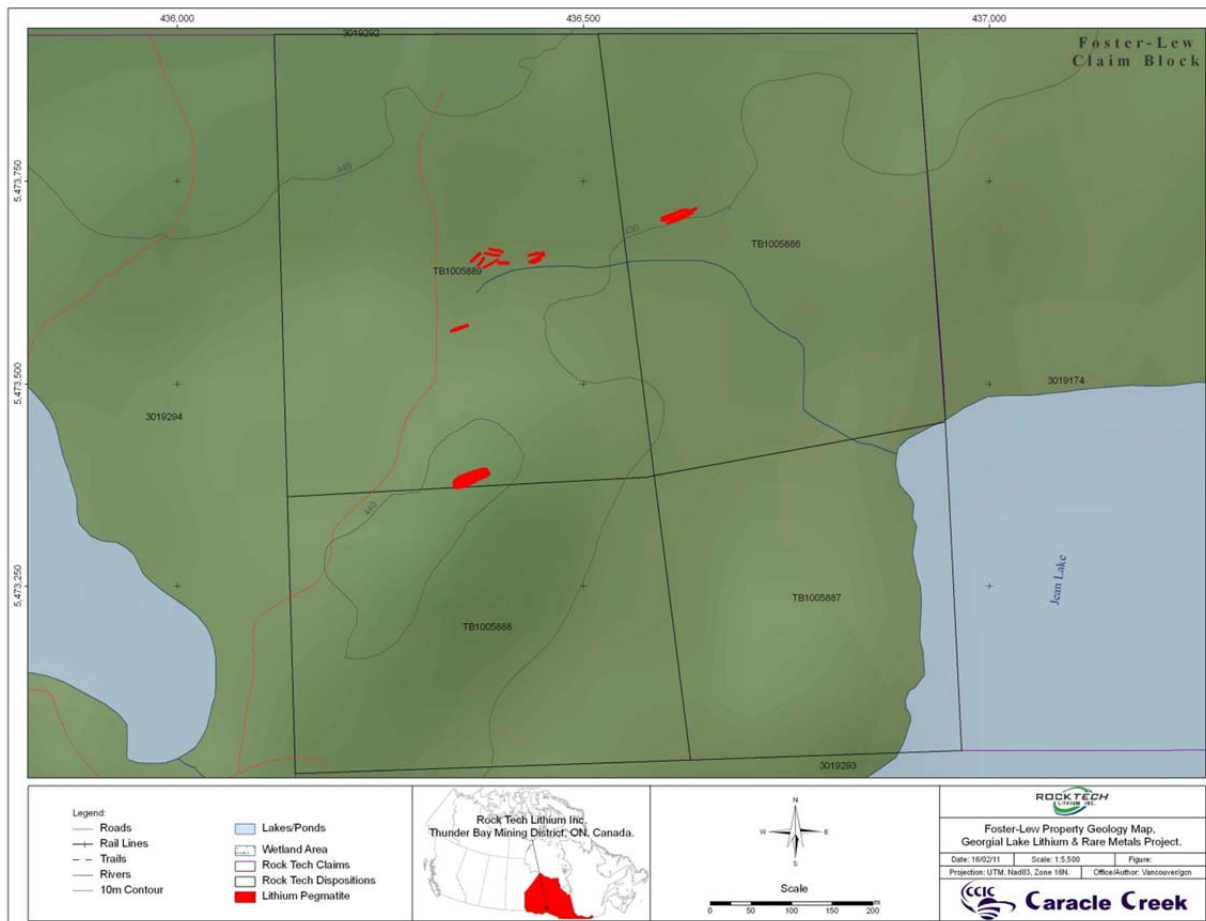 436,000
436,500
437,000
3019292
Foster-Lew
Claim Block
5,473,750
440
430
TB1005886
TB1005889
5,473,500
3019174
3019294
440
5,473,250
Jean Lake
TB1005887
TB1005888
3019293
Legend:
Roads
Rail Lines
Trails
Rivers
10m Contour
Lakes/Ponds
Wetland Area
Rock Tech Claims
Rock Tech Dispositions
Lithium Pegmatite
Rock Tech Lithium Inc.
Thunder Bay Mining District, ON, Canada.
N
W E
S
Scale
0 50 100 150 200
m
ROCKTECH
LITHIUM INC.
Foster-Lew Property Geology Map,
Georgial Lake Lithium & Rare Metals Project.
Date: 16/02/11 Scale: 1:5,500 Figure:
Projection: UTM, Nad83, Zone 16N. Office/Author: Vancouver/gcn
CCIC Caracle Creek